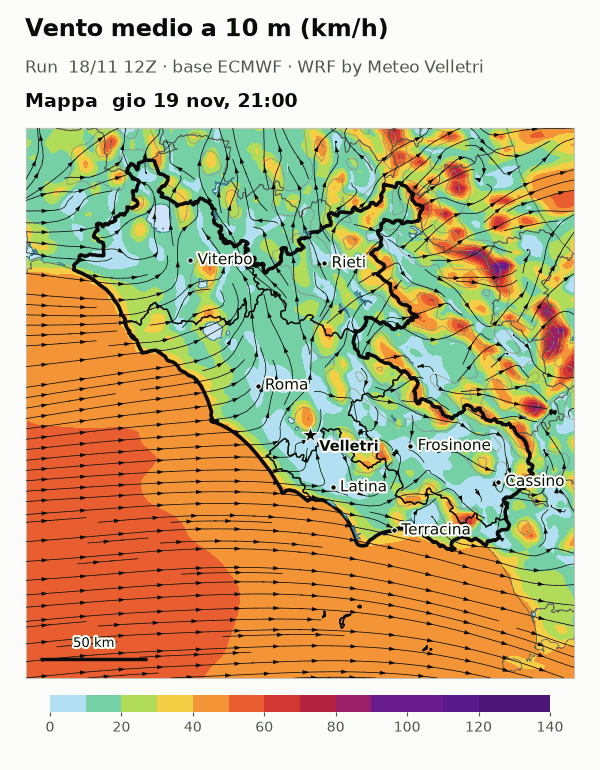 Vento medio a 10 m (km/h)
Run  18/11 12Z · base ECMWF · WRF by Meteo Velletri
Mappa  gio 19 nov, 21:00
Viterbo
Rieti
Roma
Velletri
Frosinone
Cassino
Latina
Terracina
50 km
0 20 40 60 80 100 120 140